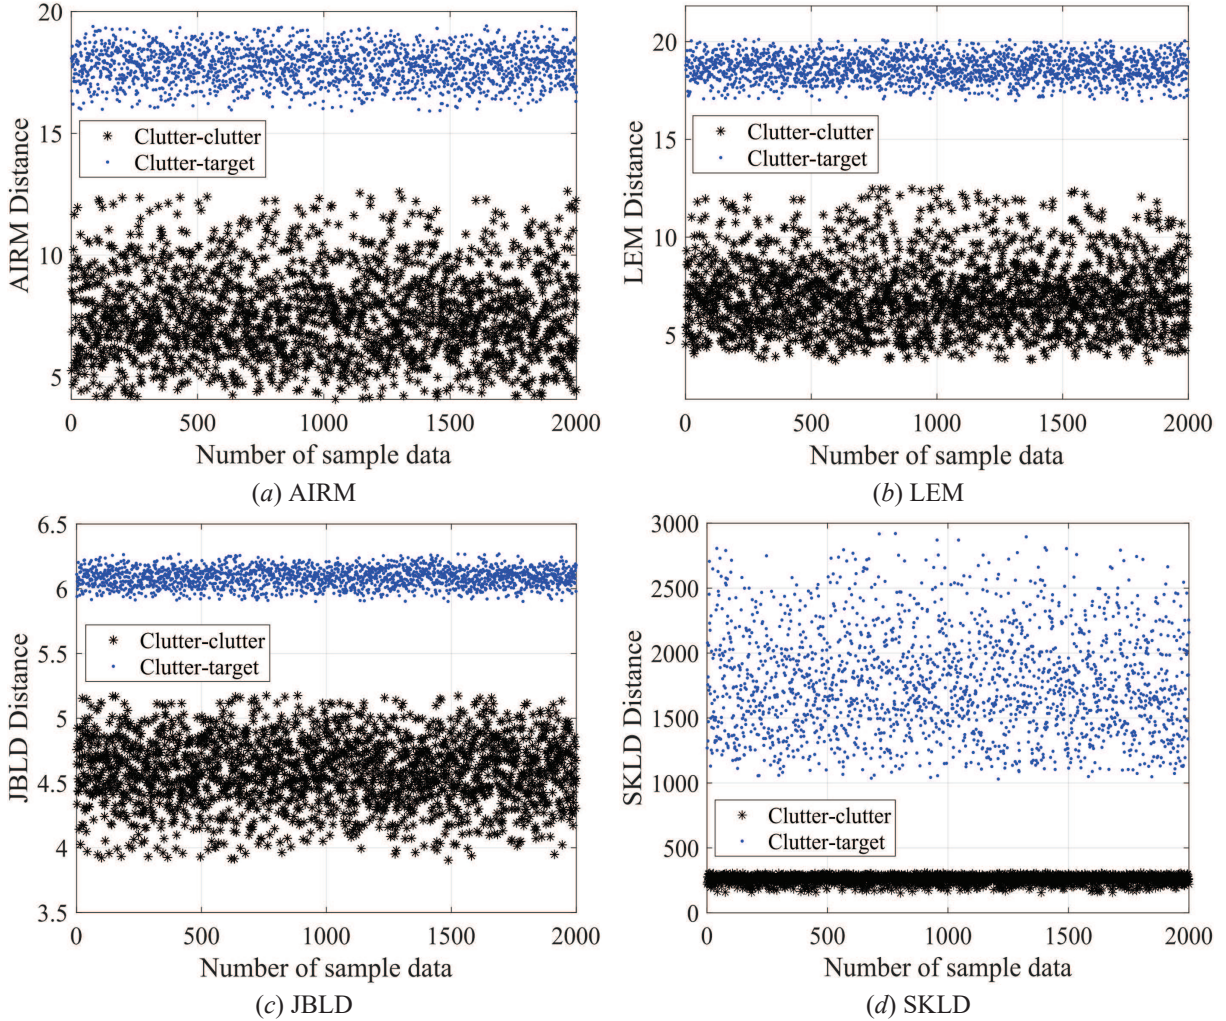 20
15
10
5
AIRM Distance
Clutter-clutter
Clutter-target
0
500
1000
1500
2000
Number of sample data
(a) AIRM
20
15
10
5
LEM Distance
Clutter-clutter
Clutter-target
0
500
1000
1500
2000
Number of sample data
(b) LEM
6.5
6
5.5
5
4.5
4
3.5
JBLD Distance
Clutter-clutter
Clutter-target
0
500
1000
1500
2000
Number of sample data
(c) JBLD
3000
2500
2000
1500
1000
500
0
SKLD Distance
Clutter-clutter
Clutter-target
0
500
1000
1500
2000
Number of sample data
(d) SKLD